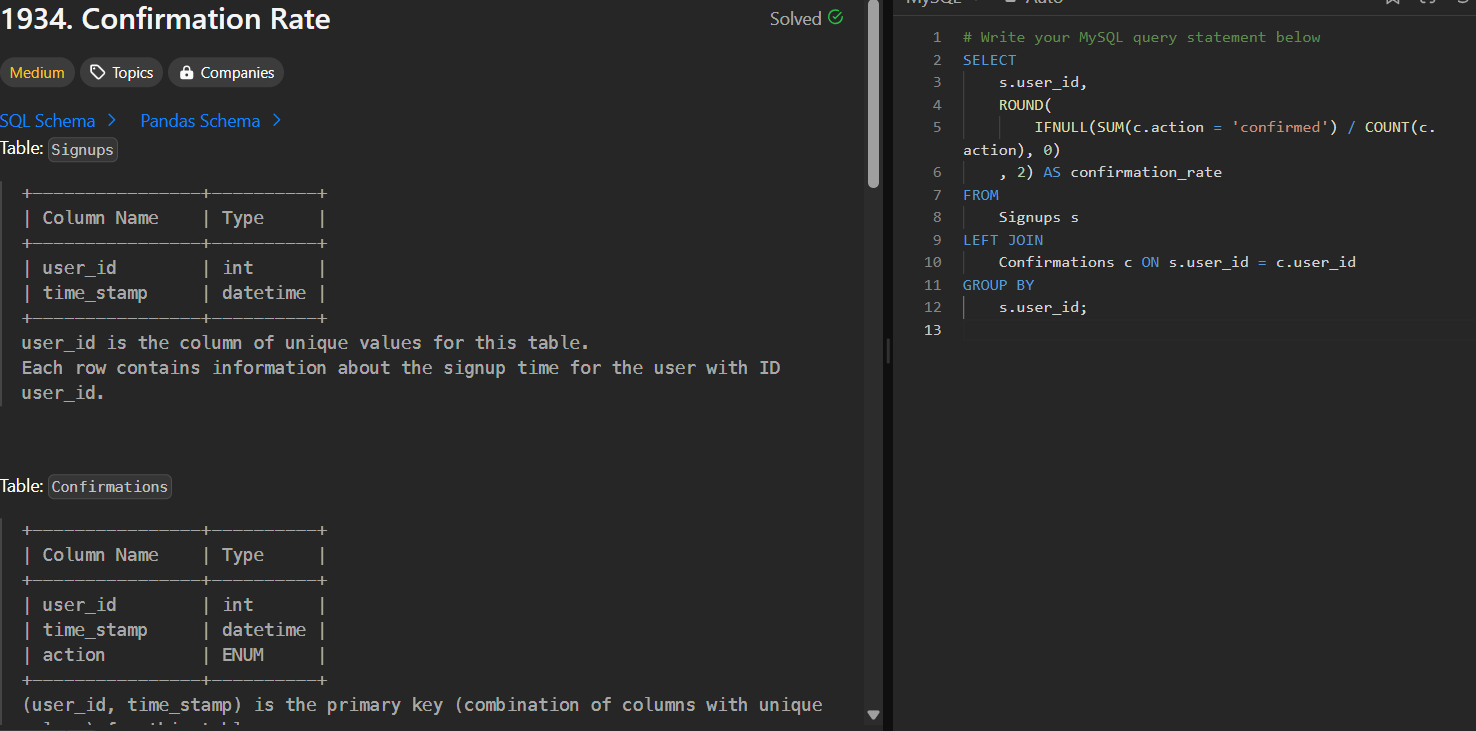 1934. Confirmation Rate
Solved
Medium
Topics
Companies
SQL Schema
Pandas Schema
Table: Signups
+----------------+----------+
| Column Name    | Type     |
+----------------+----------+
| user_id        | int      |
| time_stamp     | datetime |
+----------------+----------+
user_id is the column of unique values for this table.
Each row contains information about the signup time for the user with ID
user_id.
Table: Confirmations
+----------------+----------+
| Column Name    | Type     |
+----------------+----------+
| user_id        | int      |
| time_stamp     | datetime |
| action         | ENUM     |
+----------------+----------+
(user_id, time_stamp) is the primary key (combination of columns with unique
MySQL
Auto
1 # Write your MySQL query statement below
2 SELECT
3     s.user_id,
4     ROUND(
5         IFNULL(SUM(c.action = 'confirmed') / COUNT(c.
action), 0)
6     , 2) AS confirmation_rate
7 FROM
8     Signups s
9 LEFT JOIN
10     Confirmations c ON s.user_id = c.user_id
11 GROUP BY
12     s.user_id;
13